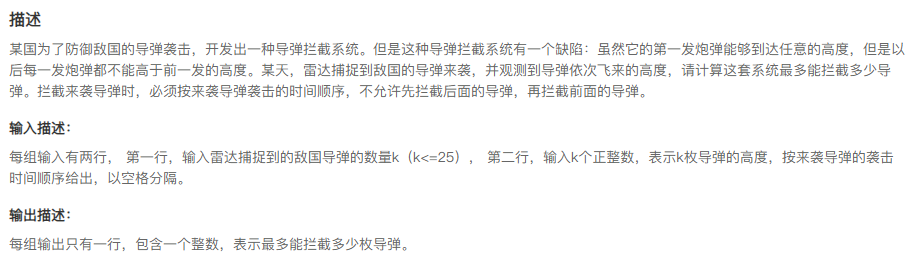 描述
某国为了防御敌国的导弹袭击，开发出一种导弹拦截系统。但是这种导弹拦截系统有一个缺陷：虽然它的第一发炮弹能够到达任意的高度，但是以
后每一发炮弹都不能高于前一发的高度。某天，雷达捕捉到敌国的导弹来袭，并观测到导弹依次飞来的高度，请计算这套系统最多能拦截多少导
弹。拦截来袭导弹时，必须按来袭导弹袭击的时间顺序，不允许先拦截后面的导弹，再拦截前面的导弹。
输入描述：
每组输入有两行， 第一行，输入雷达捕捉到的敌国导弹的数量k（k<=25）， 第二行，输入k个正整数，表示k枚导弹的高度，按来袭导弹的袭击
时间顺序给出，以空格分隔。
输出描述：
每组输出只有一行，包含一个整数，表示最多能拦截多少枚导弹。